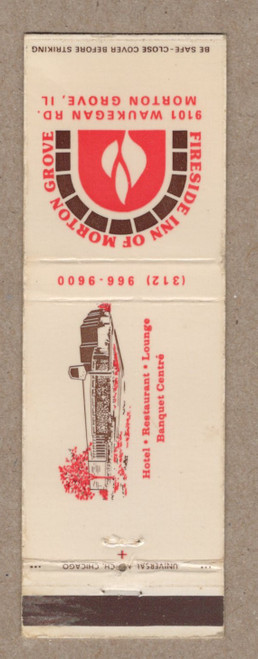 BE SAFE-CLOSE COVER BEFORE STRIKING
FIRESIDE INN OF MORTON GROVE
9101 WAUKEGAN RD.
MORTON GROVE, IL
(312) 966-9600
Hotel • Restaurant • Lounge
Banquet Centré
UNIVERSAL CH, CHICAGO